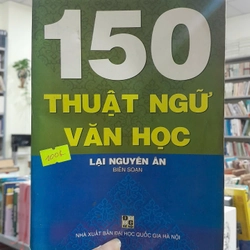 150
THUẬT NGỮ
VĂN HỌC
LẠI NGUYÊN ÂN
BIÊN SOẠN
NHÀ XUẤT BẢN ĐẠI HỌC QUỐC GIA HÀ NỘI